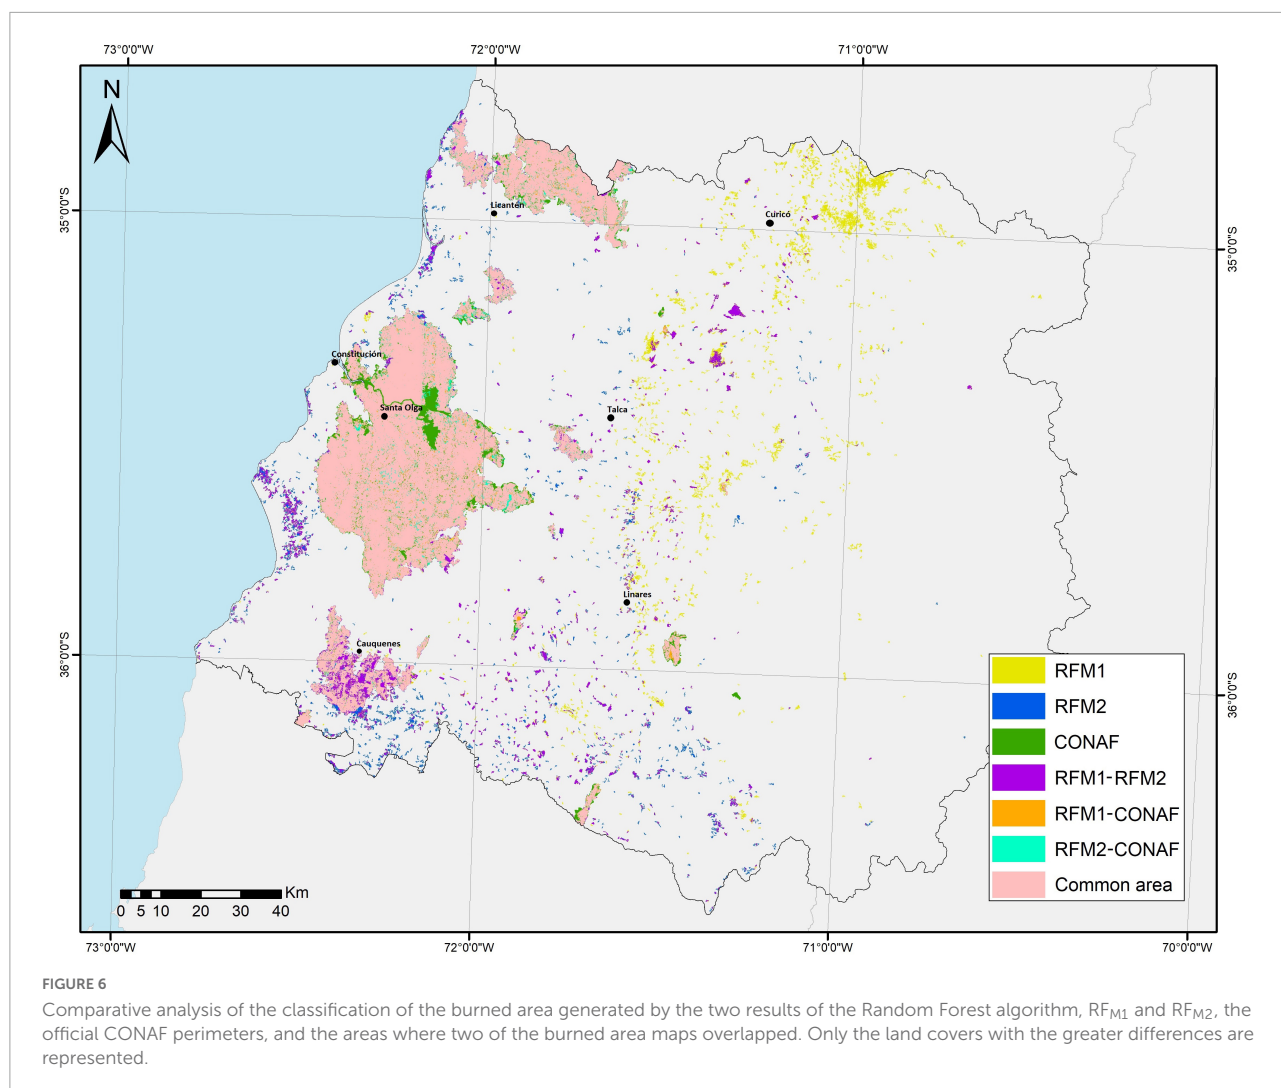 73°0'0"W 72°0'0"W 71°0'0"W
N
35°0'0"S
35°0'0"S
Licantén
Curicó
Constitución
Santa Olga
Talca
Linares
Cauquenes
36°0'0"S
36°0'0"S
RFM1
RFM2
CONAF
RFM1-RFM2
RFM1-CONAF
RFM2-CONAF
Common area
Km
0 5 10 20 30 40
73°0'0"W 72°0'0"W 71°0'0"W 70°0'0"W
FIGURE 6
Comparative analysis of the classification of the burned area generated by the two results of the Random Forest algorithm, RFM1 and RFM2, the
official CONAF perimeters, and the areas where two of the burned area maps overlapped. Only the land covers with the greater differences are
represented.